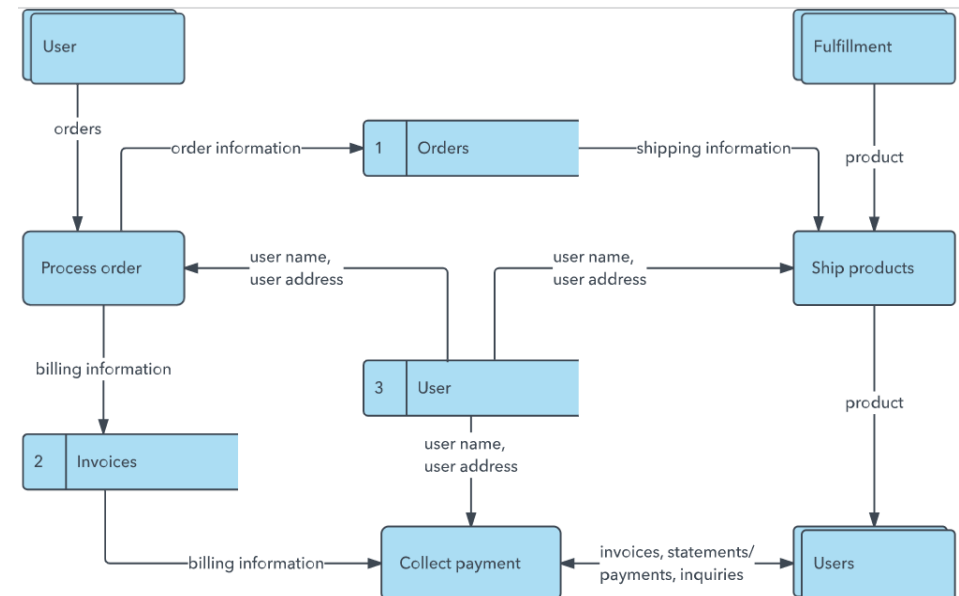 User
Fulfillment
orders
order information
1 Orders
shipping information
product
Process order
user name,
user address
user name,
user address
Ship products
billing information
3 User
product
user name,
user address
2 Invoices
billing information
Collect payment
invoices, statements/
payments, inquiries
Users